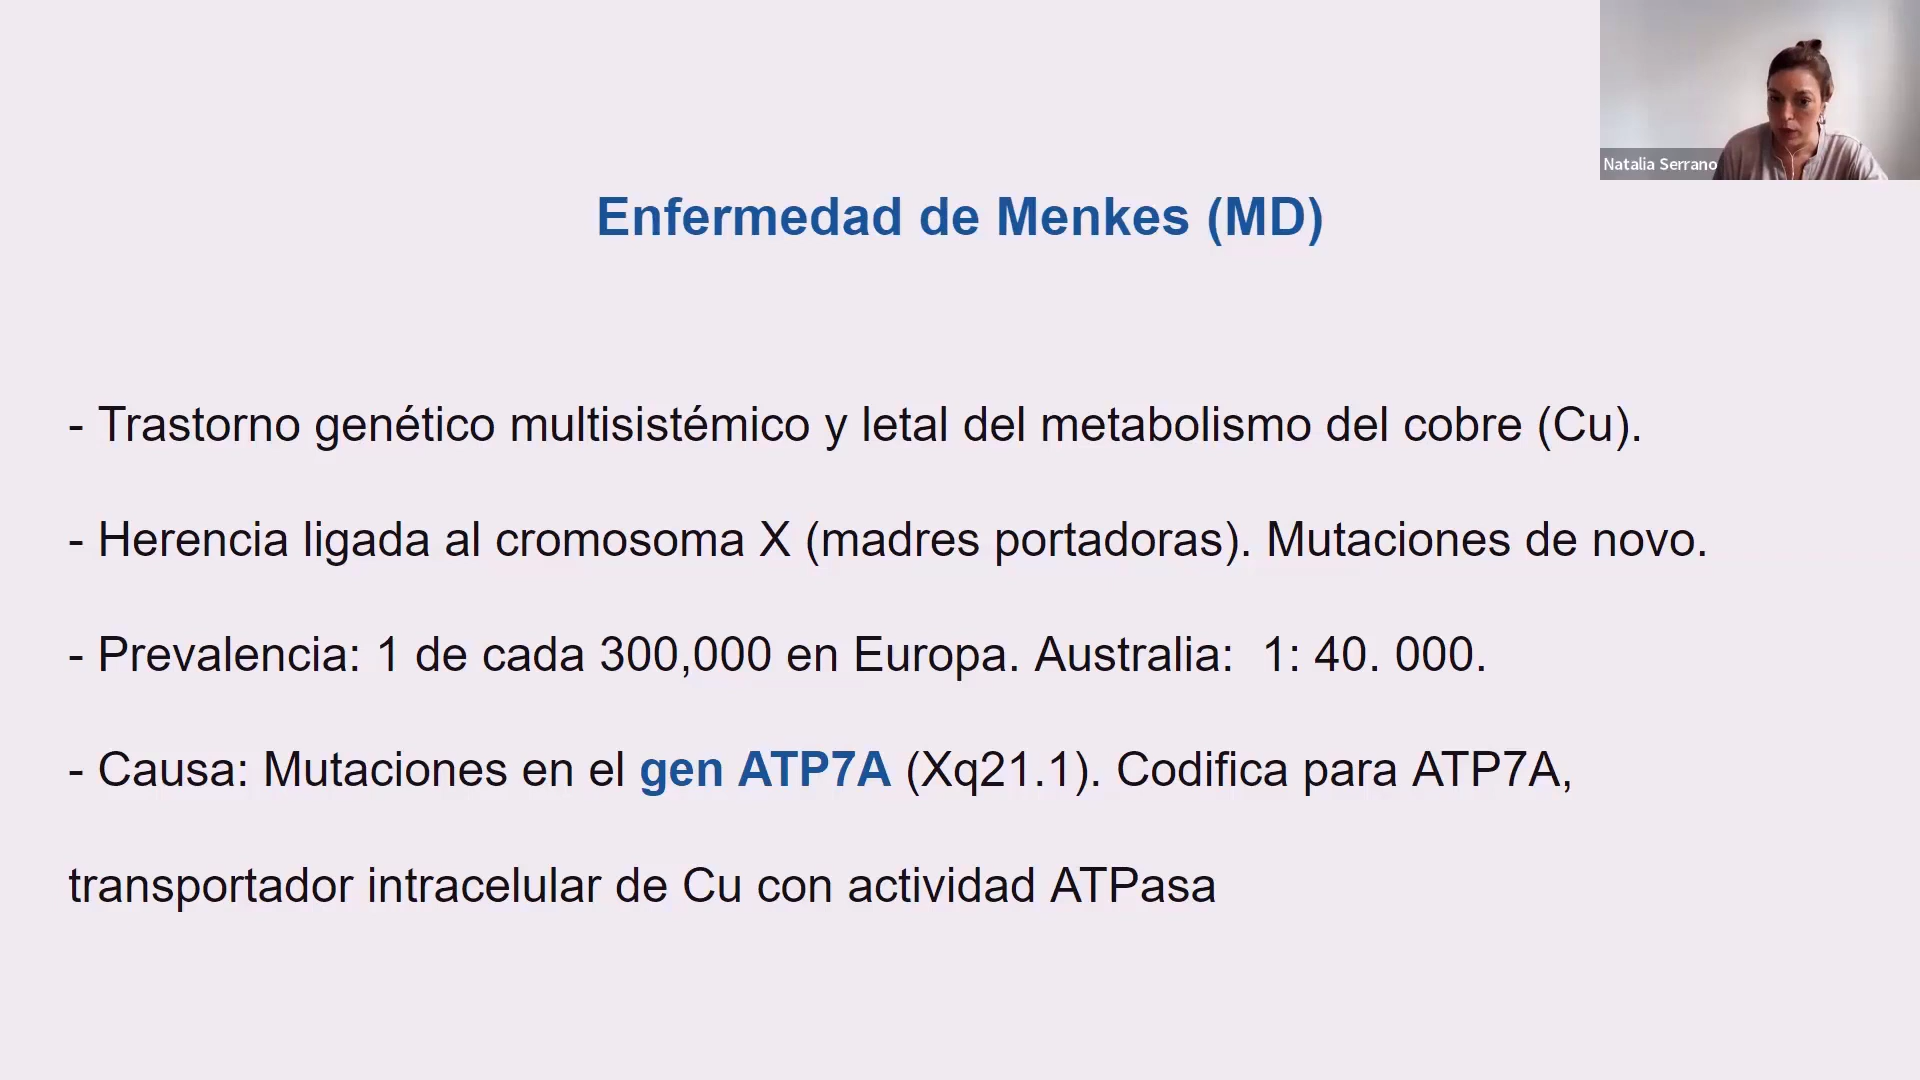 Natalia Serrano
Enfermedad de Menkes (MD)
- Trastorno genético multisistémico y letal del metabolismo del cobre (Cu).
- Herencia ligada al cromosoma X (madres portadoras). Mutaciones de novo.
- Prevalencia: 1 de cada 300,000 en Europa. Australia:  1: 40. 000.
- Causa: Mutaciones en el gen ATP7A (Xq21.1). Codifica para ATP7A,
transportador intracelular de Cu con actividad ATPasa